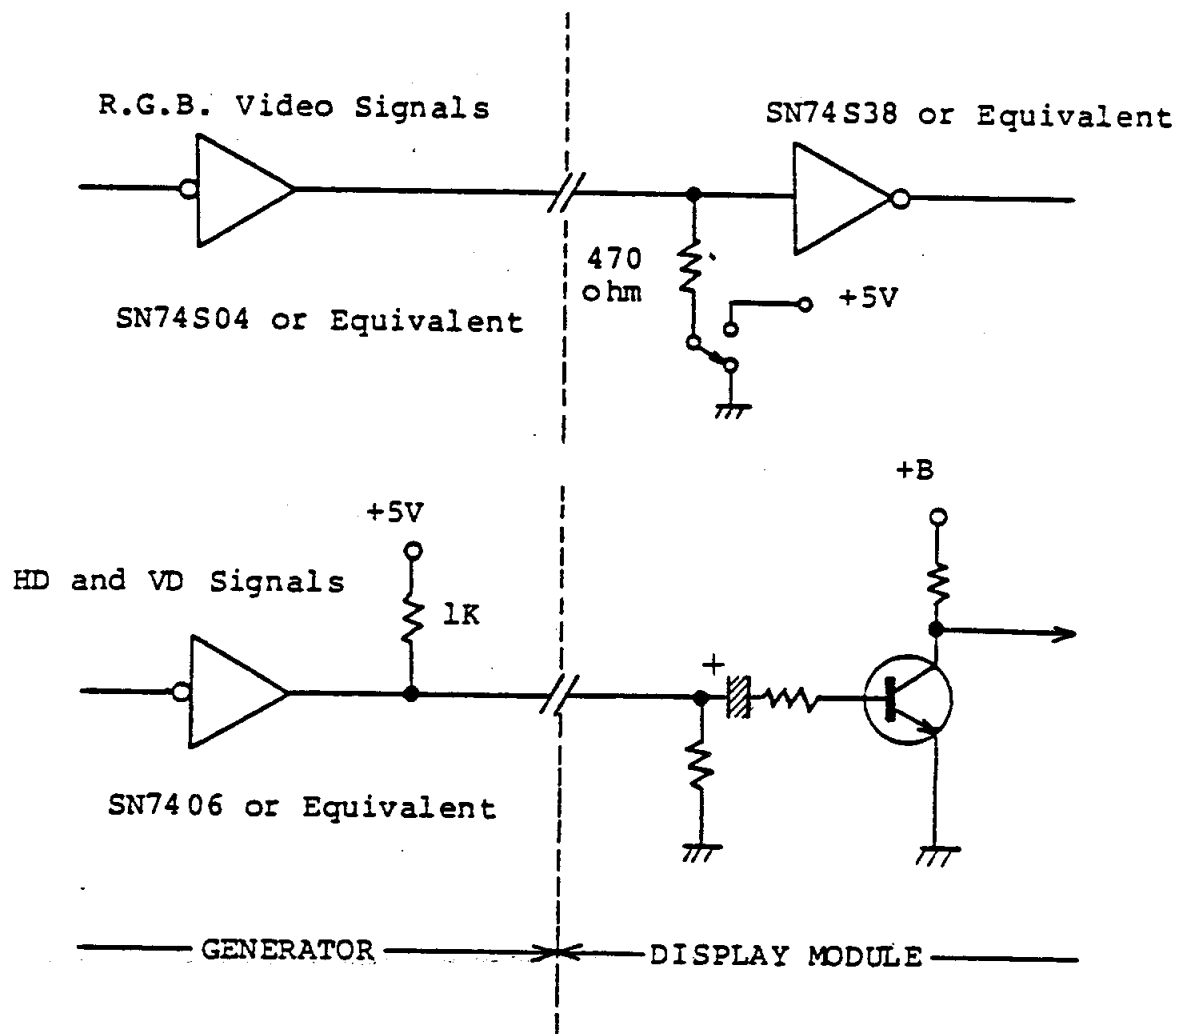 R.G.B. Video Signals
SN74S38 or Equivalent
470
ohm
+5V
SN74S04 or Equivalent
+B
+5V
HD and VD Signals
1K
+
SN7406 or Equivalent
GENERATOR
DISPLAY MODULE